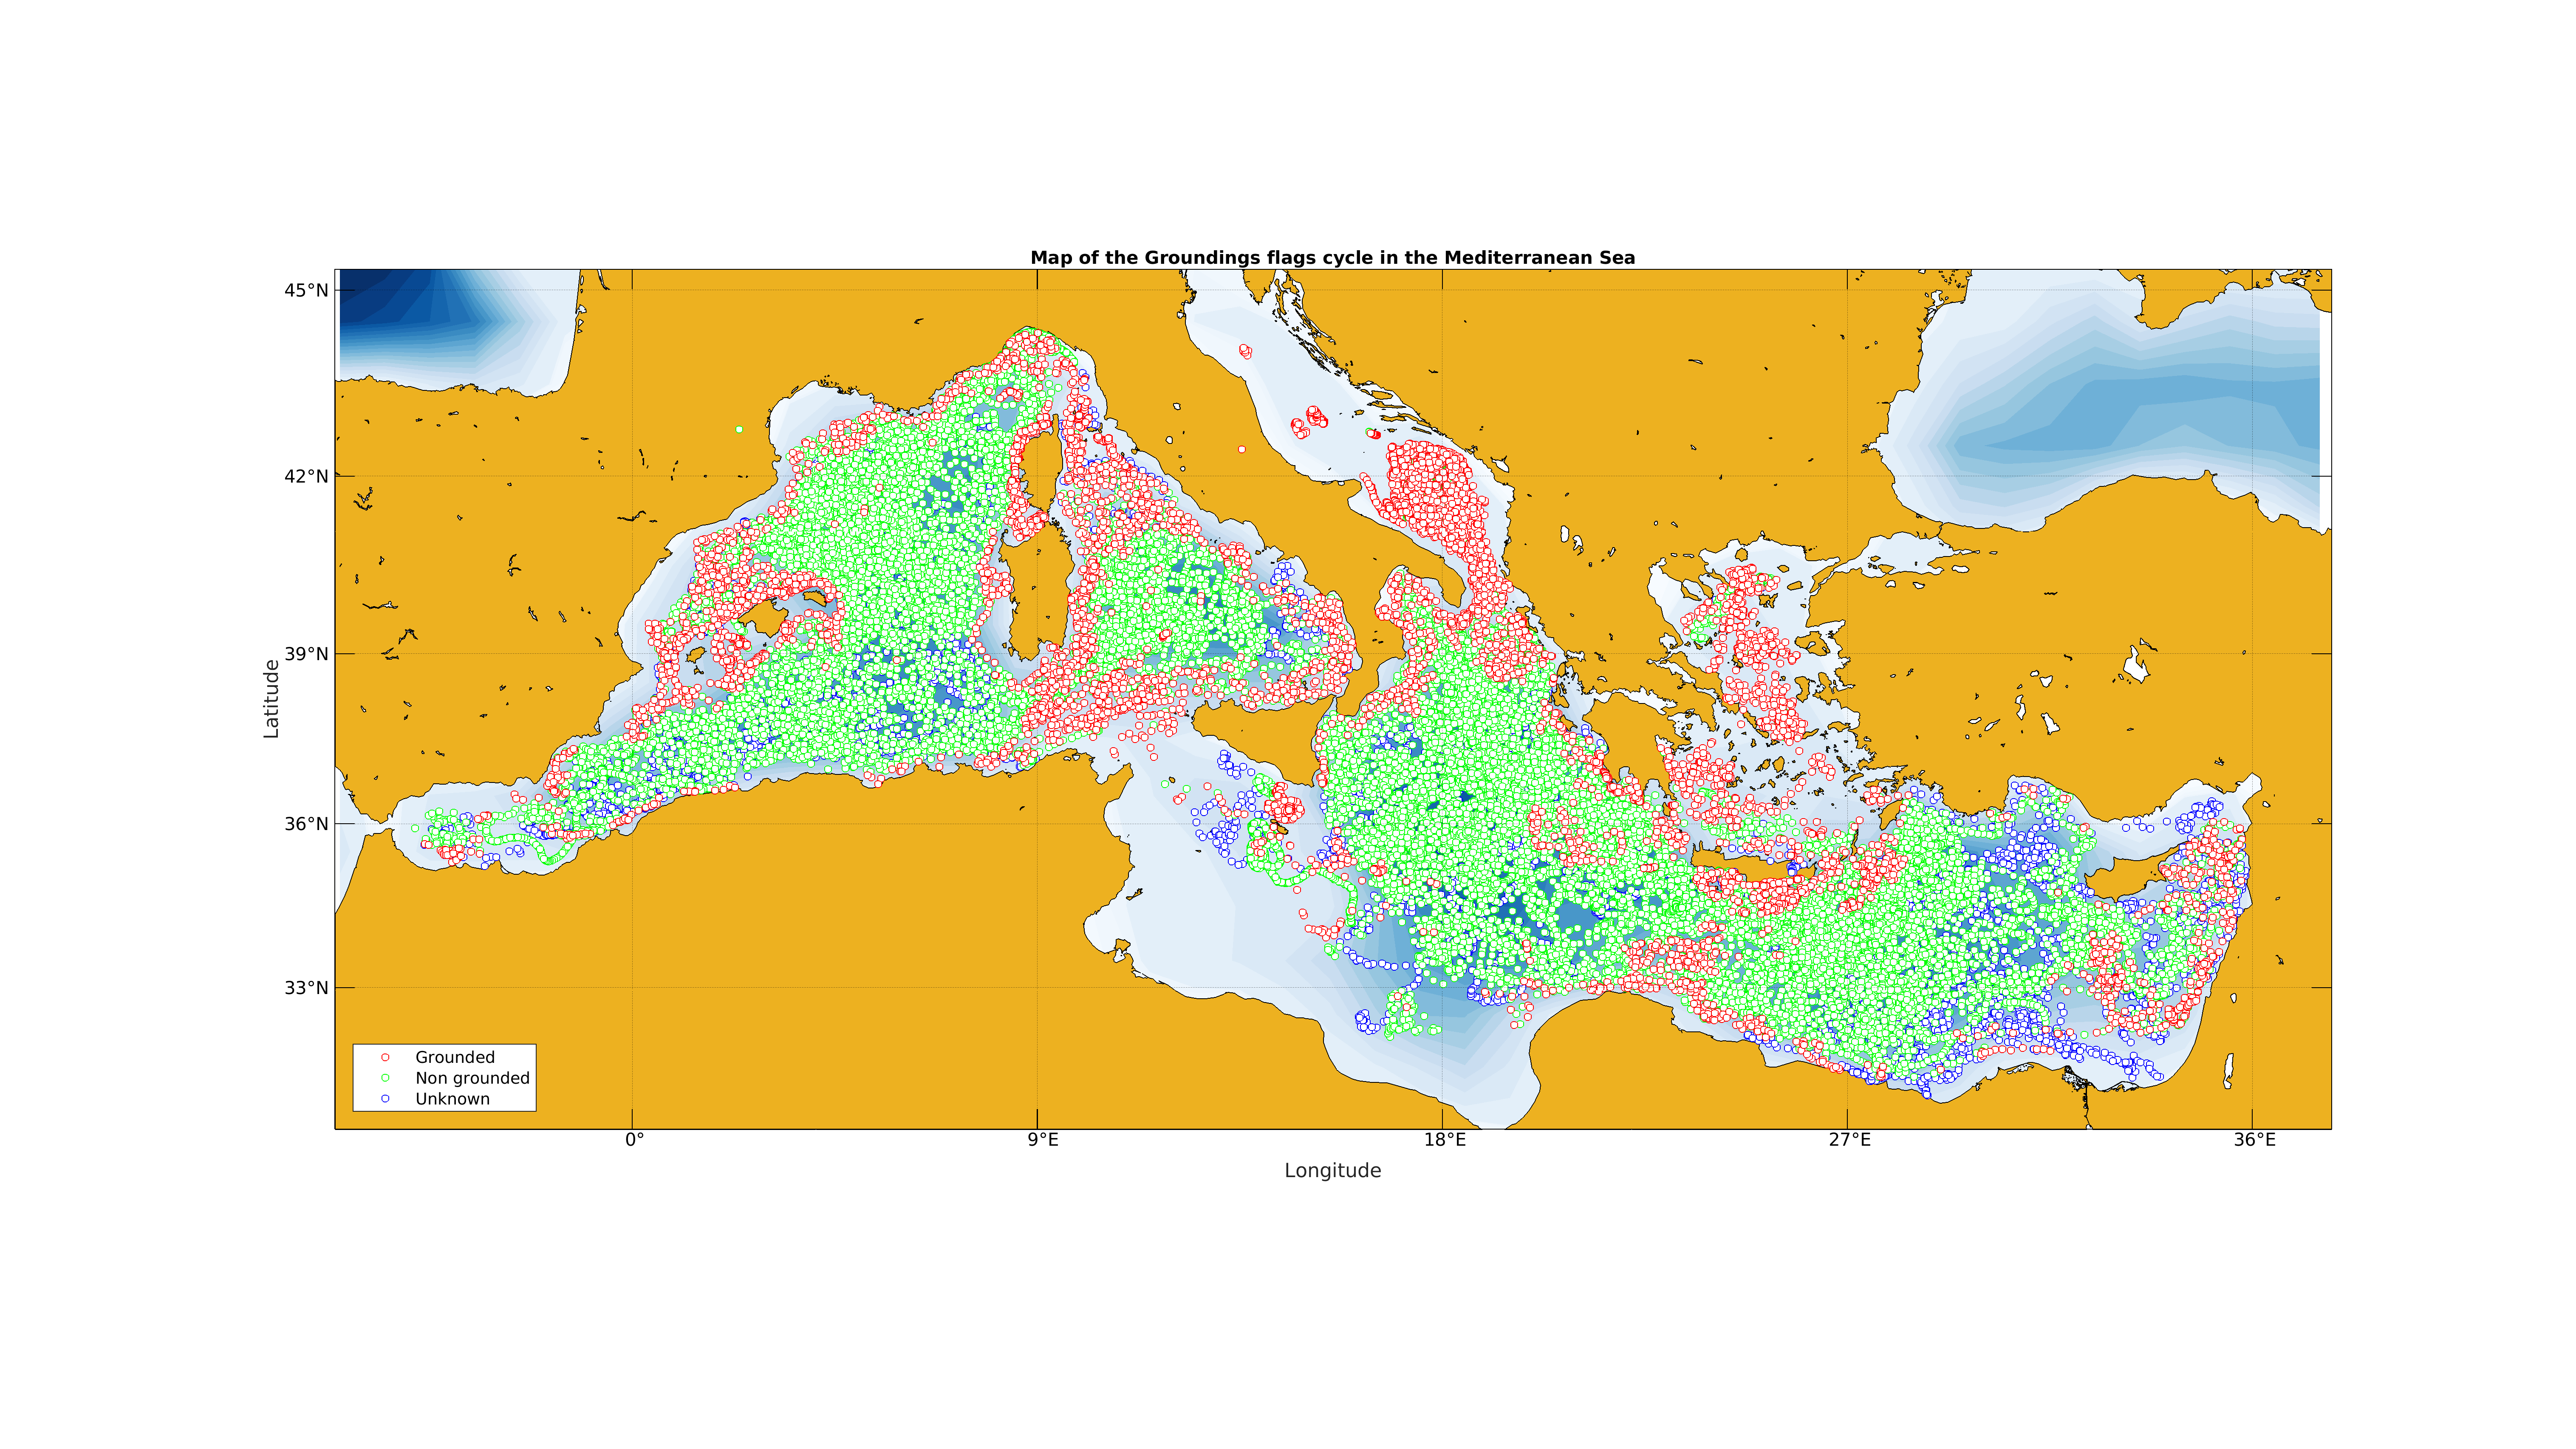 Map of the Groundings flags cycle in the Mediterranean Sea
45°N
42°N
39°N
36°N
33°N
Latitude
Grounded
Non grounded
Unknown
0°
9°E
18°E
27°E
36°E
Longitude